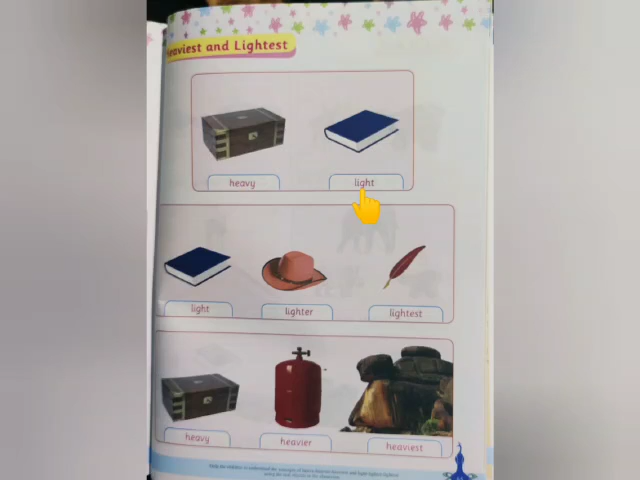 eaviest and Lightest
heavy
light
light
lighter
lightest
heavy
heavier
heaviest